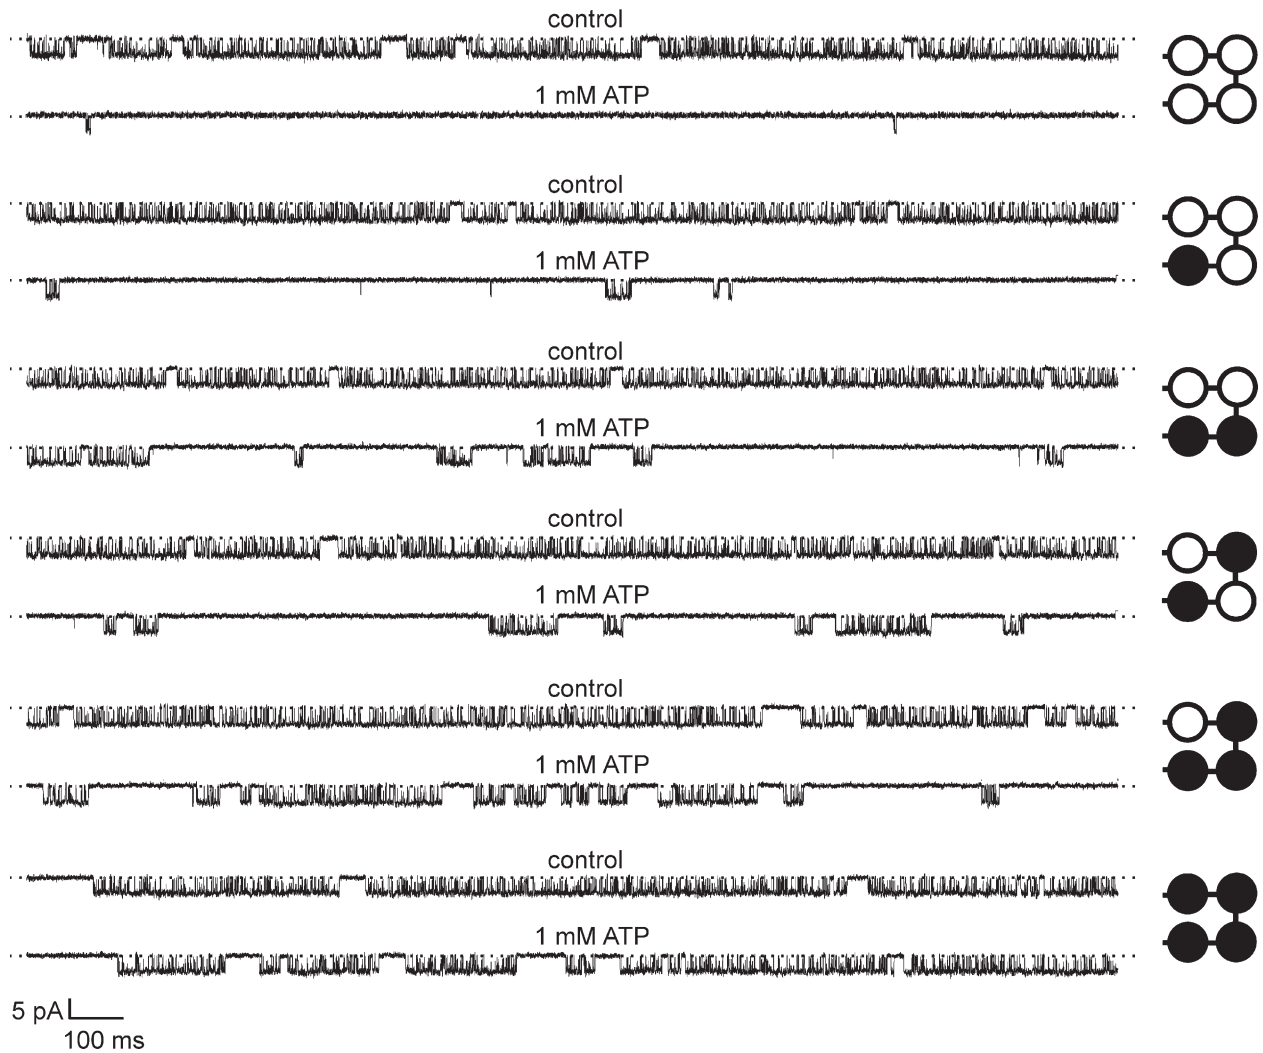 control
1 mM ATP
control
1 mM ATP
control
1 mM ATP
control
1 mM ATP
control
1 mM ATP
control
1 mM ATP
5 pA
100 ms